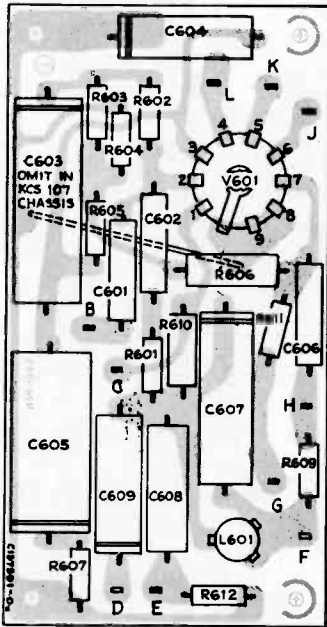 C604
K
L
J
R603
R602
R604
C603
OMIT IN
KCS 107
CHASSIS
4
5
3
6
2
V601
7
1
8
9
R605
C602
C601
R606
B
R610
R611
C606
R601
C
C607
H
C605
R609
C609
C608
G
L601
F
R607
D
E
R612